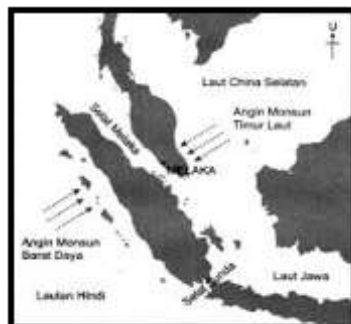 U
Laut China Selatan
Selat Melaka
Angin Monsun
Timur Laut
MELAKA
Angin Monsun
Barat Daya
Laut Jawa
Selat Sunda
Lautan Hindi